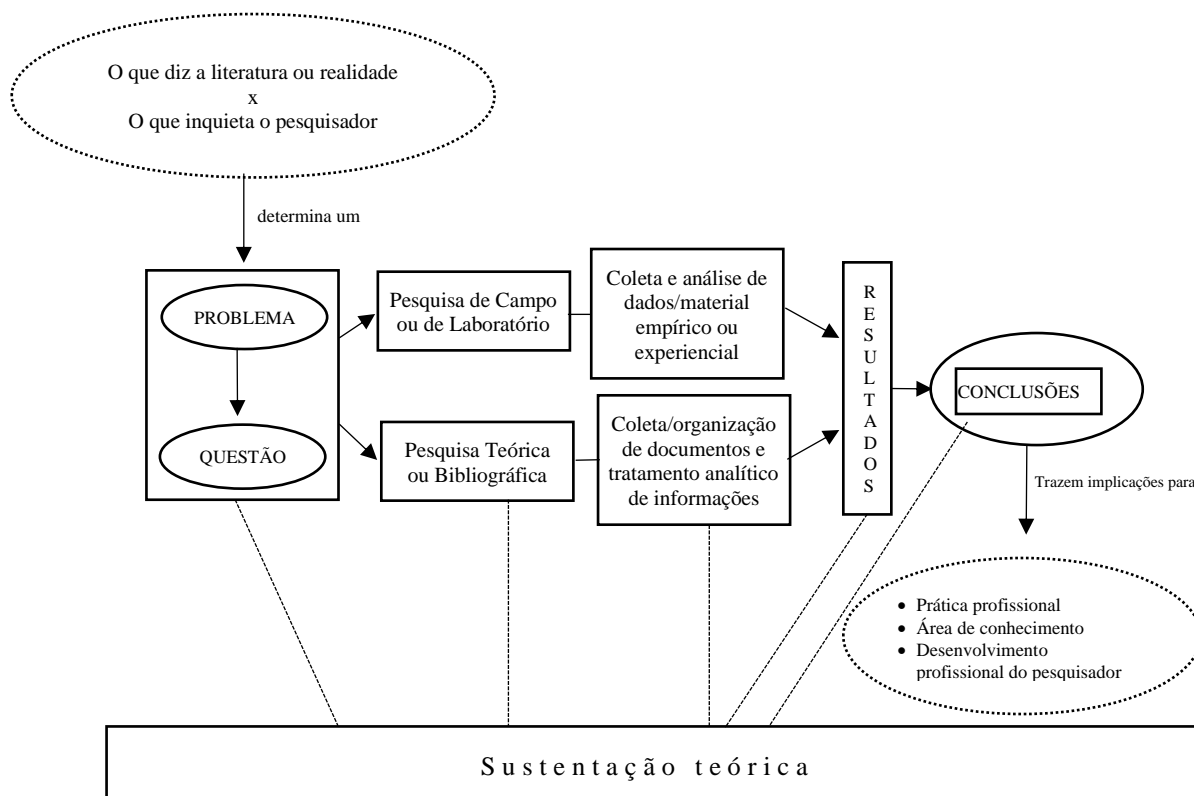 O que diz a literatura ou realidade
x
O que inquieta o pesquisador
determina um
PROBLEMA
QUESTÃO
Pesquisa de Campo
ou de Laboratório
Coleta e análise de
dados/material
empírico ou
experiencial
Pesquisa Teórica
ou Bibliográfica
Coleta/organização
de documentos e
tratamento analítico
de informações
R
E
S
U
L
T
A
D
O
S
CONCLUSÕES
Trazem implicações para
• Prática profissional
• Área de conhecimento
• Desenvolvimento
profissional do pesquisador
Sustentação teórica